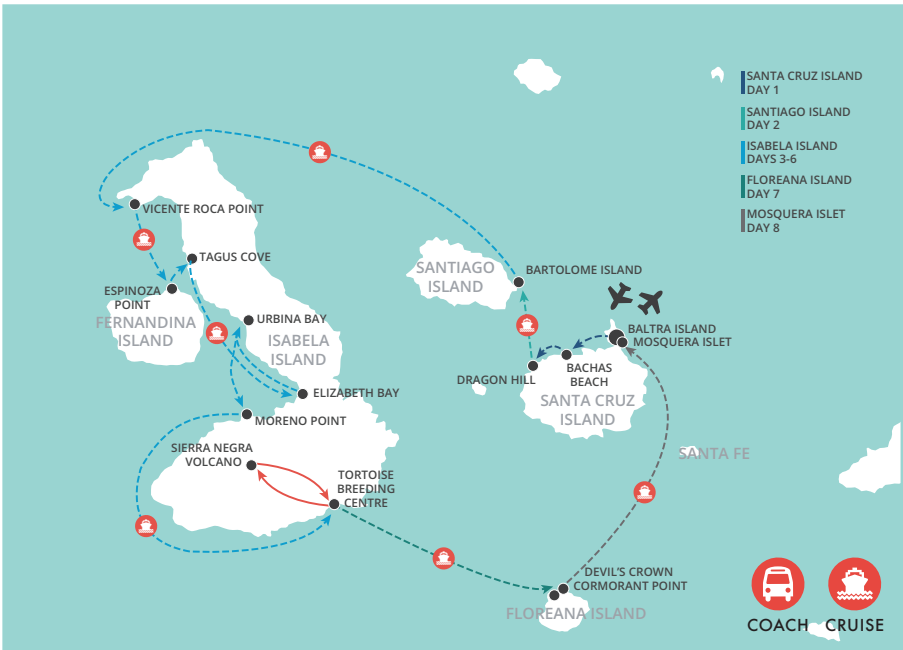 SANTA CRUZ ISLAND
DAY 1
SANTIAGO ISLAND
DAY 2
ISABELA ISLAND
DAYS 3-6
FLOREANA ISLAND
DAY 7
MOSQUERA ISLET
DAY 8
VICENTE ROCA POINT
TAGUS COVE
ESPINOZA
POINT
FERNANDINA
ISLAND
URBINA BAY
ISABELA
ISLAND
ELIZABETH BAY
MORENO POINT
SIERRA NEGRA
VOLCANO
TORTOISE
BREEDING
CENTRE
SANTIAGO
ISLAND
BARTOLOME ISLAND
BALTRA ISLAND
MOSQUERA ISLET
DRAGON HILL
BACHAS
BEACH
SANTA CRUZ
ISLAND
SANTA FE
DEVIL'S CROWN
CORMORANT POINT
FLOREANA ISLAND
COACH
CRUISE